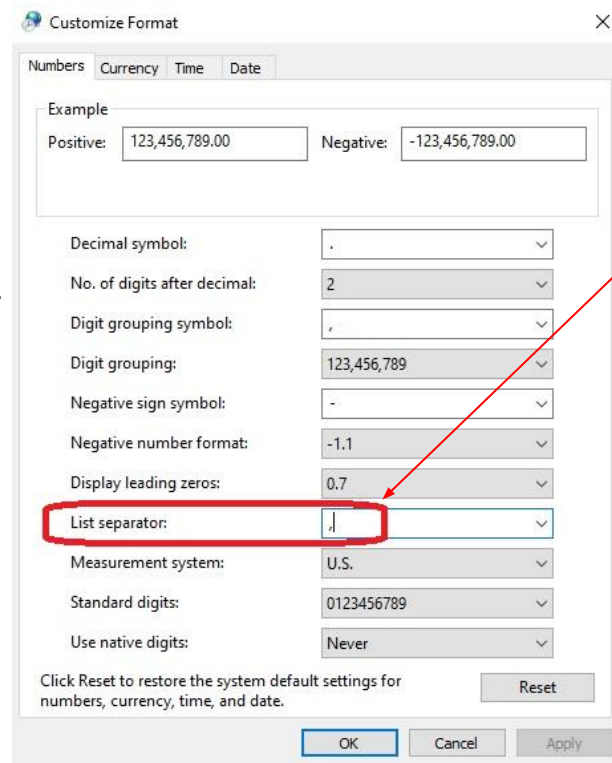 Customize Format
Numbers Currency Time Date
Example
Positive: 123,456,789.00 Negative: -123,456,789.00
Decimal symbol: .
No. of digits after decimal: 2
Digit grouping symbol: ,
Digit grouping: 123,456,789
Negative sign symbol: -
Negative number format: -1.1
Display leading zeros: 0.7
List separator: ,
Measurement system: U.S.
Standard digits: 0123456789
Use native digits: Never
Click Reset to restore the system default settings for
numbers, currency, time, and date.
Reset
OK Cancel Apply